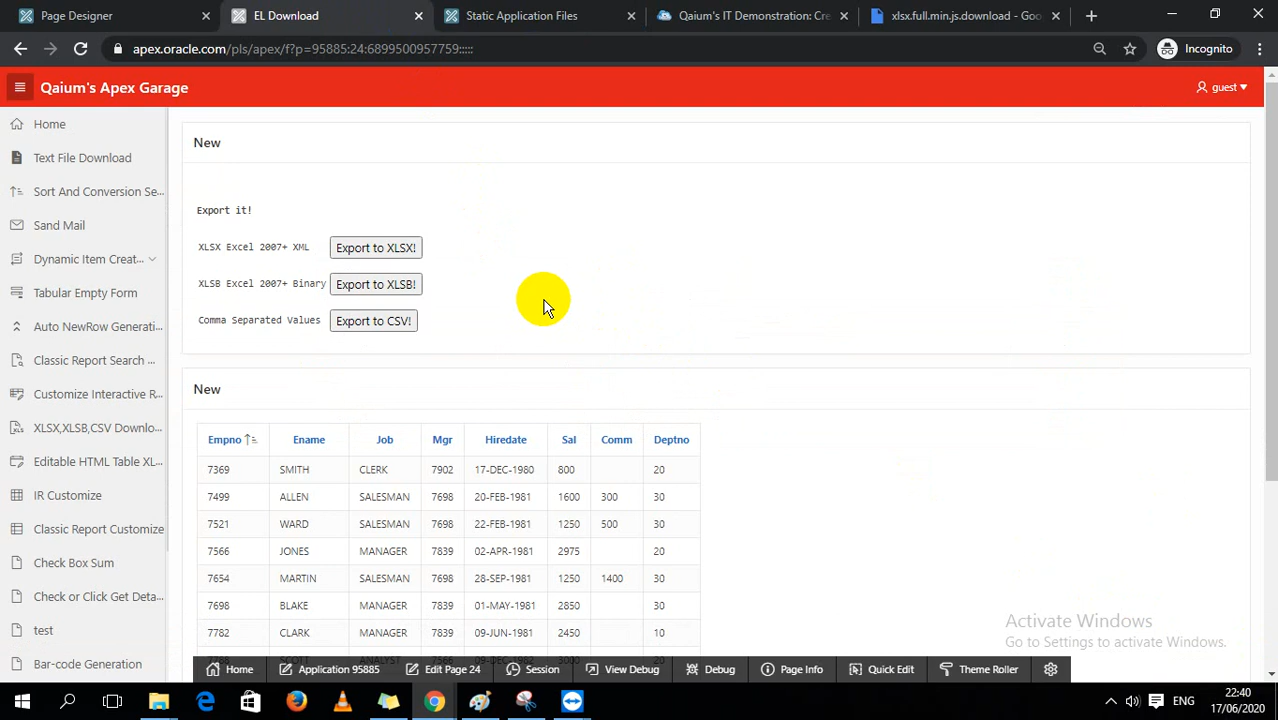 Page Designer
EL Download
Static Application Files
Qaium's IT Demonstration: Cre
xlsx.full.min.js.download - Goo
apex.oracle.com/pls/apex/f?p=95885:24:6899500957759:::::
Incognito
Qaium's Apex Garage
guest
Home
Text File Download
Sort And Conversion Se...
Sand Mail
Dynamic Item Creat...
Tabular Empty Form
Auto NewRow Generati...
Classic Report Search ...
Customize Interactive R...
XLSX,XLSB,CSV Downlo...
Editable HTML Table XL...
IR Customize
Classic Report Customize
Check Box Sum
Check or Click Get Deta...
test
Bar-code Generation
New
Export it!
XLSX Excel 2007+ XML Export to XLSX!
XLSB Excel 2007+ Binary Export to XLSB!
Comma Separated Values Export to CSV!
New
Empno Ename Job Mgr Hiredate Sal Comm Deptno
7369 SMITH CLERK 7902 17-DEC-1980 800 20
7499 ALLEN SALESMAN 7698 20-FEB-1981 1600 300 30
7521 WARD SALESMAN 7698 22-FEB-1981 1250 500 30
7566 JONES MANAGER 7839 02-APR-1981 2975 20
7654 MARTIN SALESMAN 7698 28-SEP-1981 1250 1400 30
7698 BLAKE MANAGER 7839 01-MAY-1981 2850 30
7782 CLARK MANAGER 7839 09-JUN-1981 2450 10
Activate Windows
Go to Settings to activate Windows.
Home Application 95885 Edit Page 24 Session View Debug Debug Page Info Quick Edit Theme Roller
ENG
22:40
17/06/2020